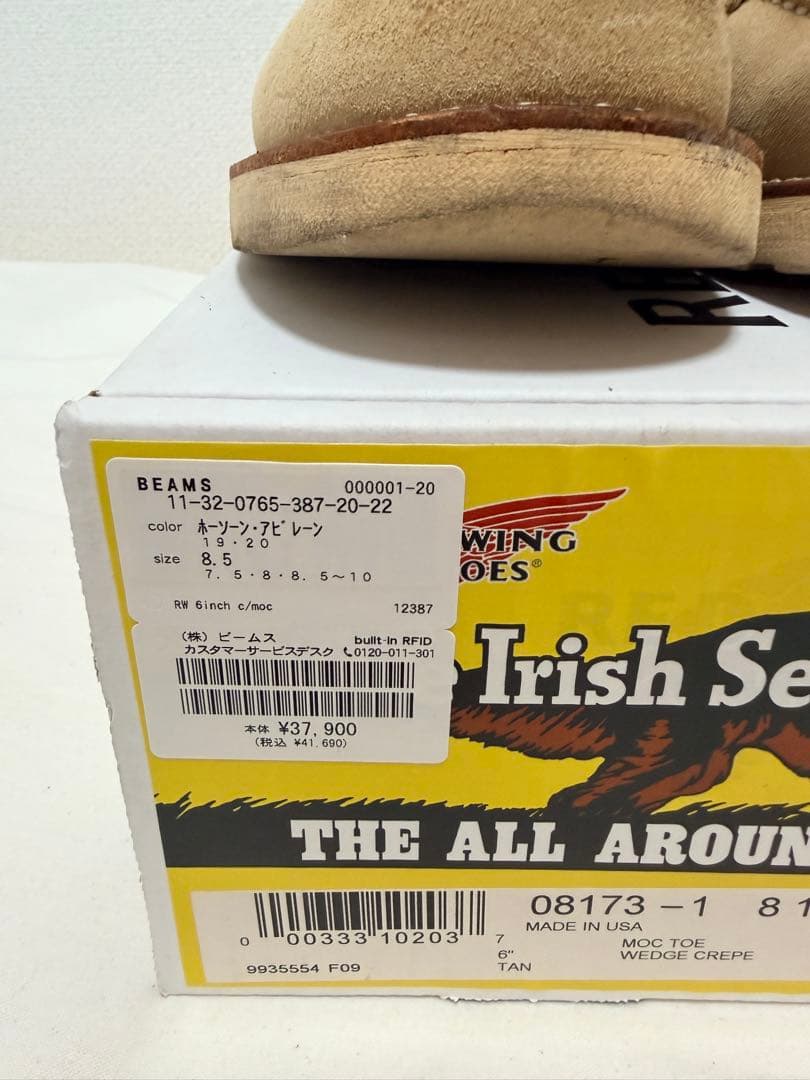 RE
BEAMS 000001-20
11-32-0765-387-20-22
color ホーソーン・アビレーン
19・20
size 8.5
7.5・8・8.5～10
RW 6inch c/moc 12387
(株) ビームス built-in RFID
カスタマーサービスデスク 0120-011-301
本体 ¥37,900
(税込 ¥41,690)
WING
OES®
Irish Se
THE ALL AROUN
08173-1 8 1
MADE IN USA
MOC TOE
6" WEDGE CREPE
TAN
0 00333 10203 7
9935554 F09